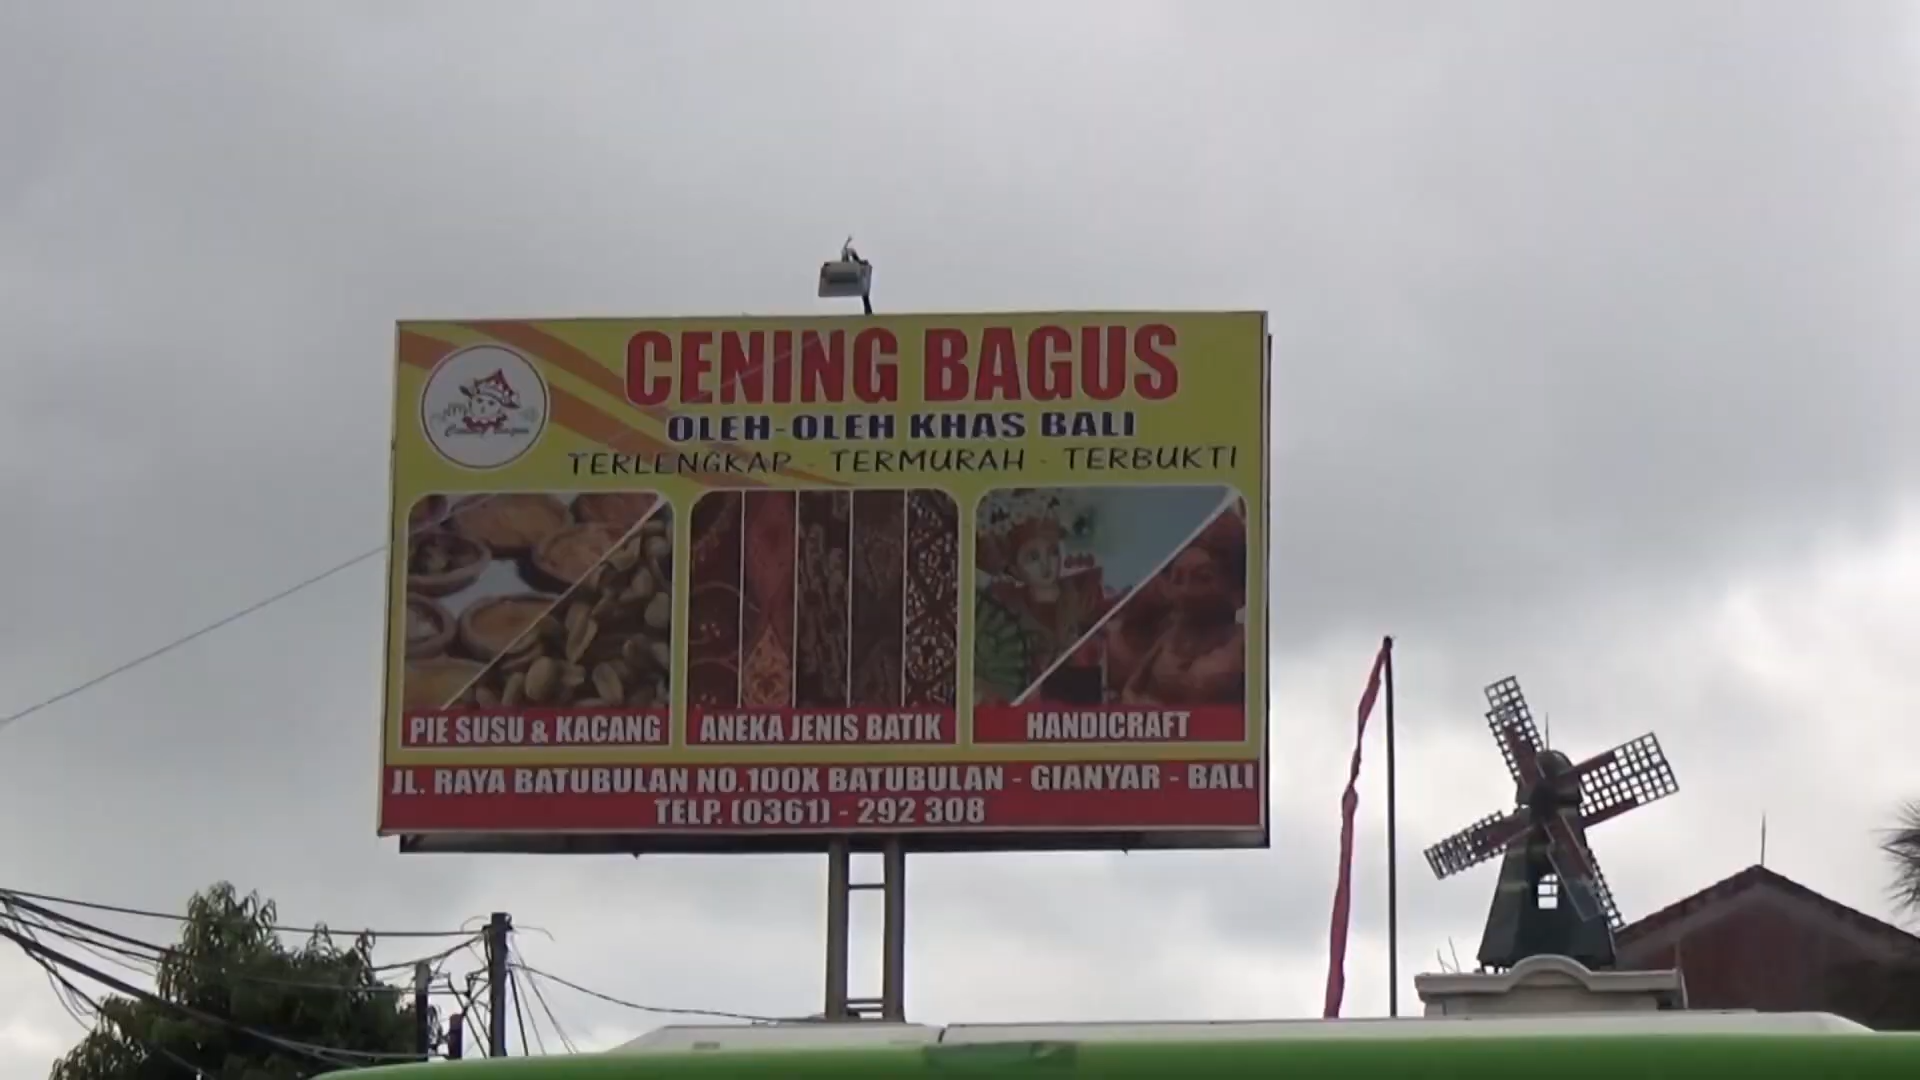 CENING BAGUS
OLEH-OLEH KHAS BALI
TERLENGKAP - TERMURAH - TERBUKTI
PIE SUSU & KACANG
ANEKA JENIS BATIK
HANDICRAFT
JL. RAYA BATUBULAN NO.100X BATUBULAN - GIANYAR - BALI
TELP. (0361) - 292 308